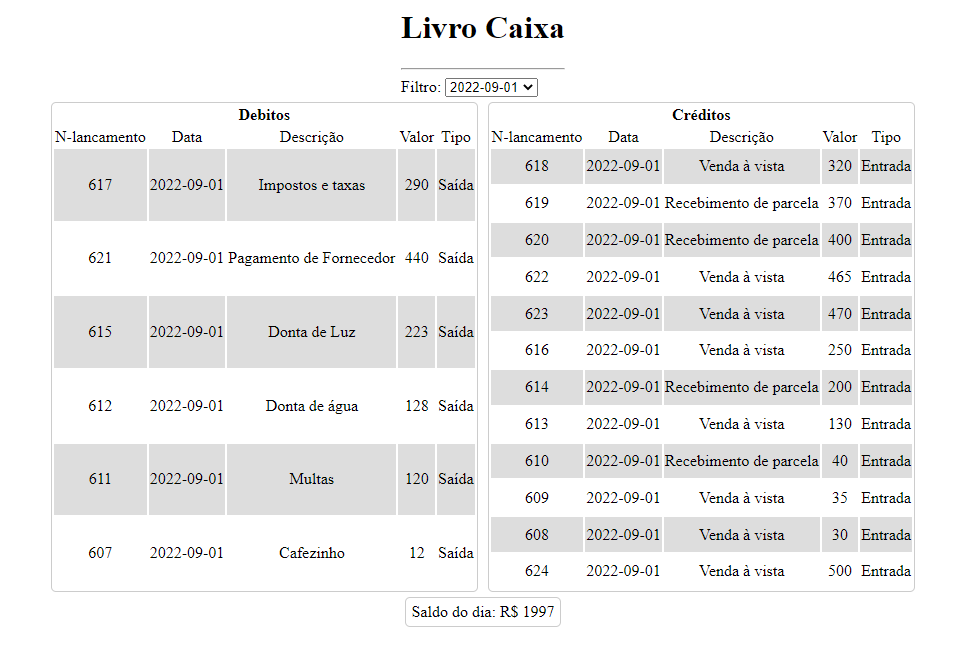 Livro Caixa
Filtro: 2022-09-01
Debitos
N-lancamento Data Descrição Valor Tipo
617 2022-09-01 Impostos e taxas 290 Saída
621 2022-09-01 Pagamento de Fornecedor 440 Saída
615 2022-09-01 Donta de Luz 223 Saída
612 2022-09-01 Donta de água 128 Saída
611 2022-09-01 Multas 120 Saída
607 2022-09-01 Cafezinho 12 Saída
Créditos
N-lancamento Data Descrição Valor Tipo
618 2022-09-01 Venda à vista 320 Entrada
619 2022-09-01 Recebimento de parcela 370 Entrada
620 2022-09-01 Recebimento de parcela 400 Entrada
622 2022-09-01 Venda à vista 465 Entrada
623 2022-09-01 Venda à vista 470 Entrada
616 2022-09-01 Venda à vista 250 Entrada
614 2022-09-01 Recebimento de parcela 200 Entrada
613 2022-09-01 Venda à vista 130 Entrada
610 2022-09-01 Recebimento de parcela 40 Entrada
609 2022-09-01 Venda à vista 35 Entrada
608 2022-09-01 Venda à vista 30 Entrada
624 2022-09-01 Venda à vista 500 Entrada
Saldo do dia: R$ 1997